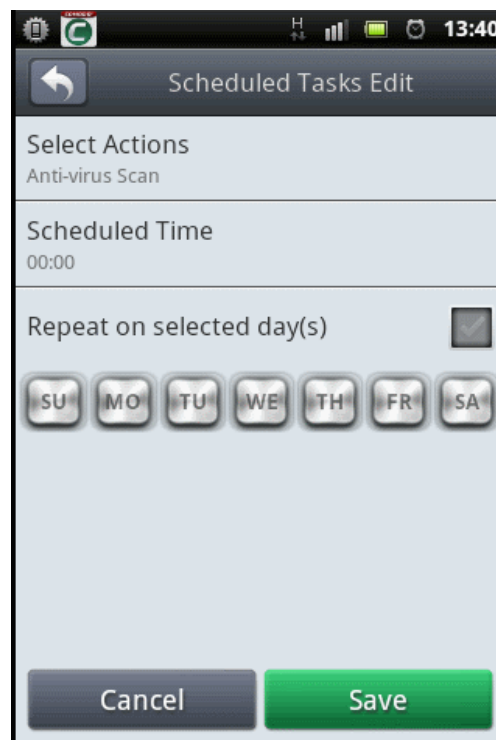 H
13:40
Scheduled Tasks Edit
Select Actions
Anti-virus Scan
Scheduled Time
00:00
Repeat on selected day(s)
SU MO TU WE TH FR SA
Cancel Save